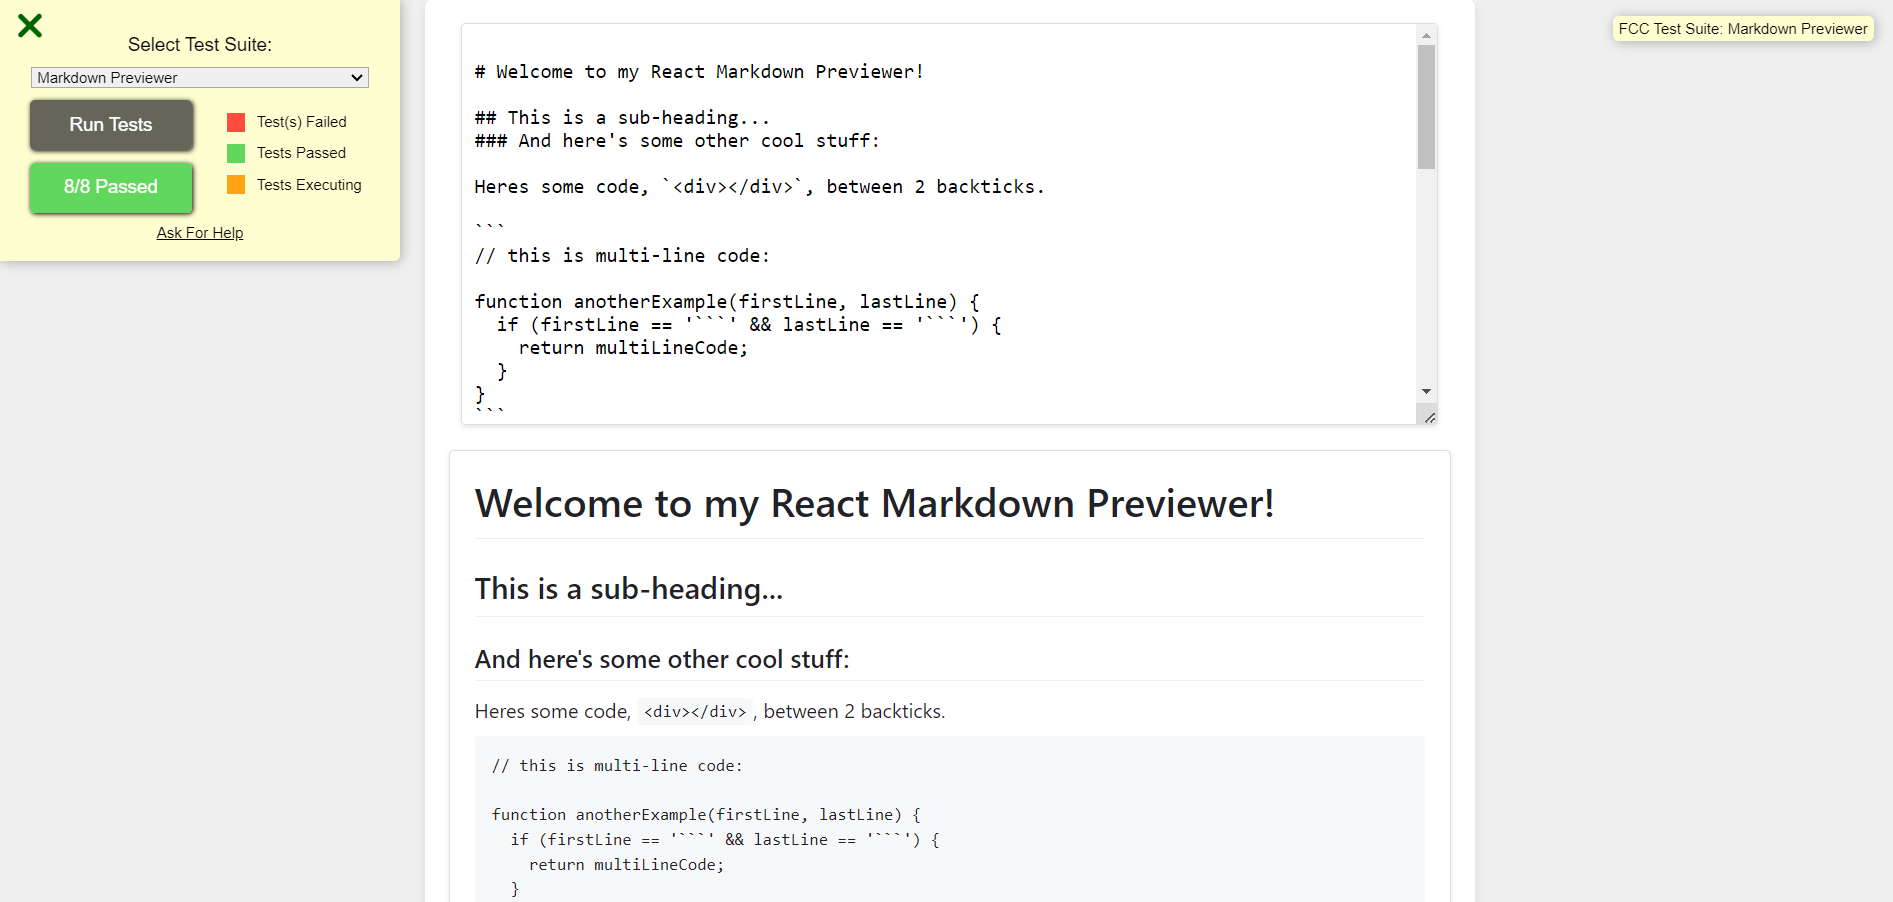 Select Test Suite:
Markdown Previewer
Run Tests
8/8 Passed
Test(s) Failed
Tests Passed
Tests Executing
Ask For Help
# Welcome to my React Markdown Previewer!
## This is a sub-heading...
### And here's some other cool stuff:
Heres some code, `<div></div>`, between 2 backticks.
```
// this is multi-line code:
function anotherExample(firstLine, lastLine) {
  if (firstLine == '```' && lastLine == '```') {
    return multiLineCode;
  }
}
```
Welcome to my React Markdown Previewer!
This is a sub-heading...
And here's some other cool stuff:
Heres some code, <div></div>, between 2 backticks.
// this is multi-line code:
function anotherExample(firstLine, lastLine) {
  if (firstLine == '```' && lastLine == '```') {
    return multiLineCode;
  }
FCC Test Suite: Markdown Previewer